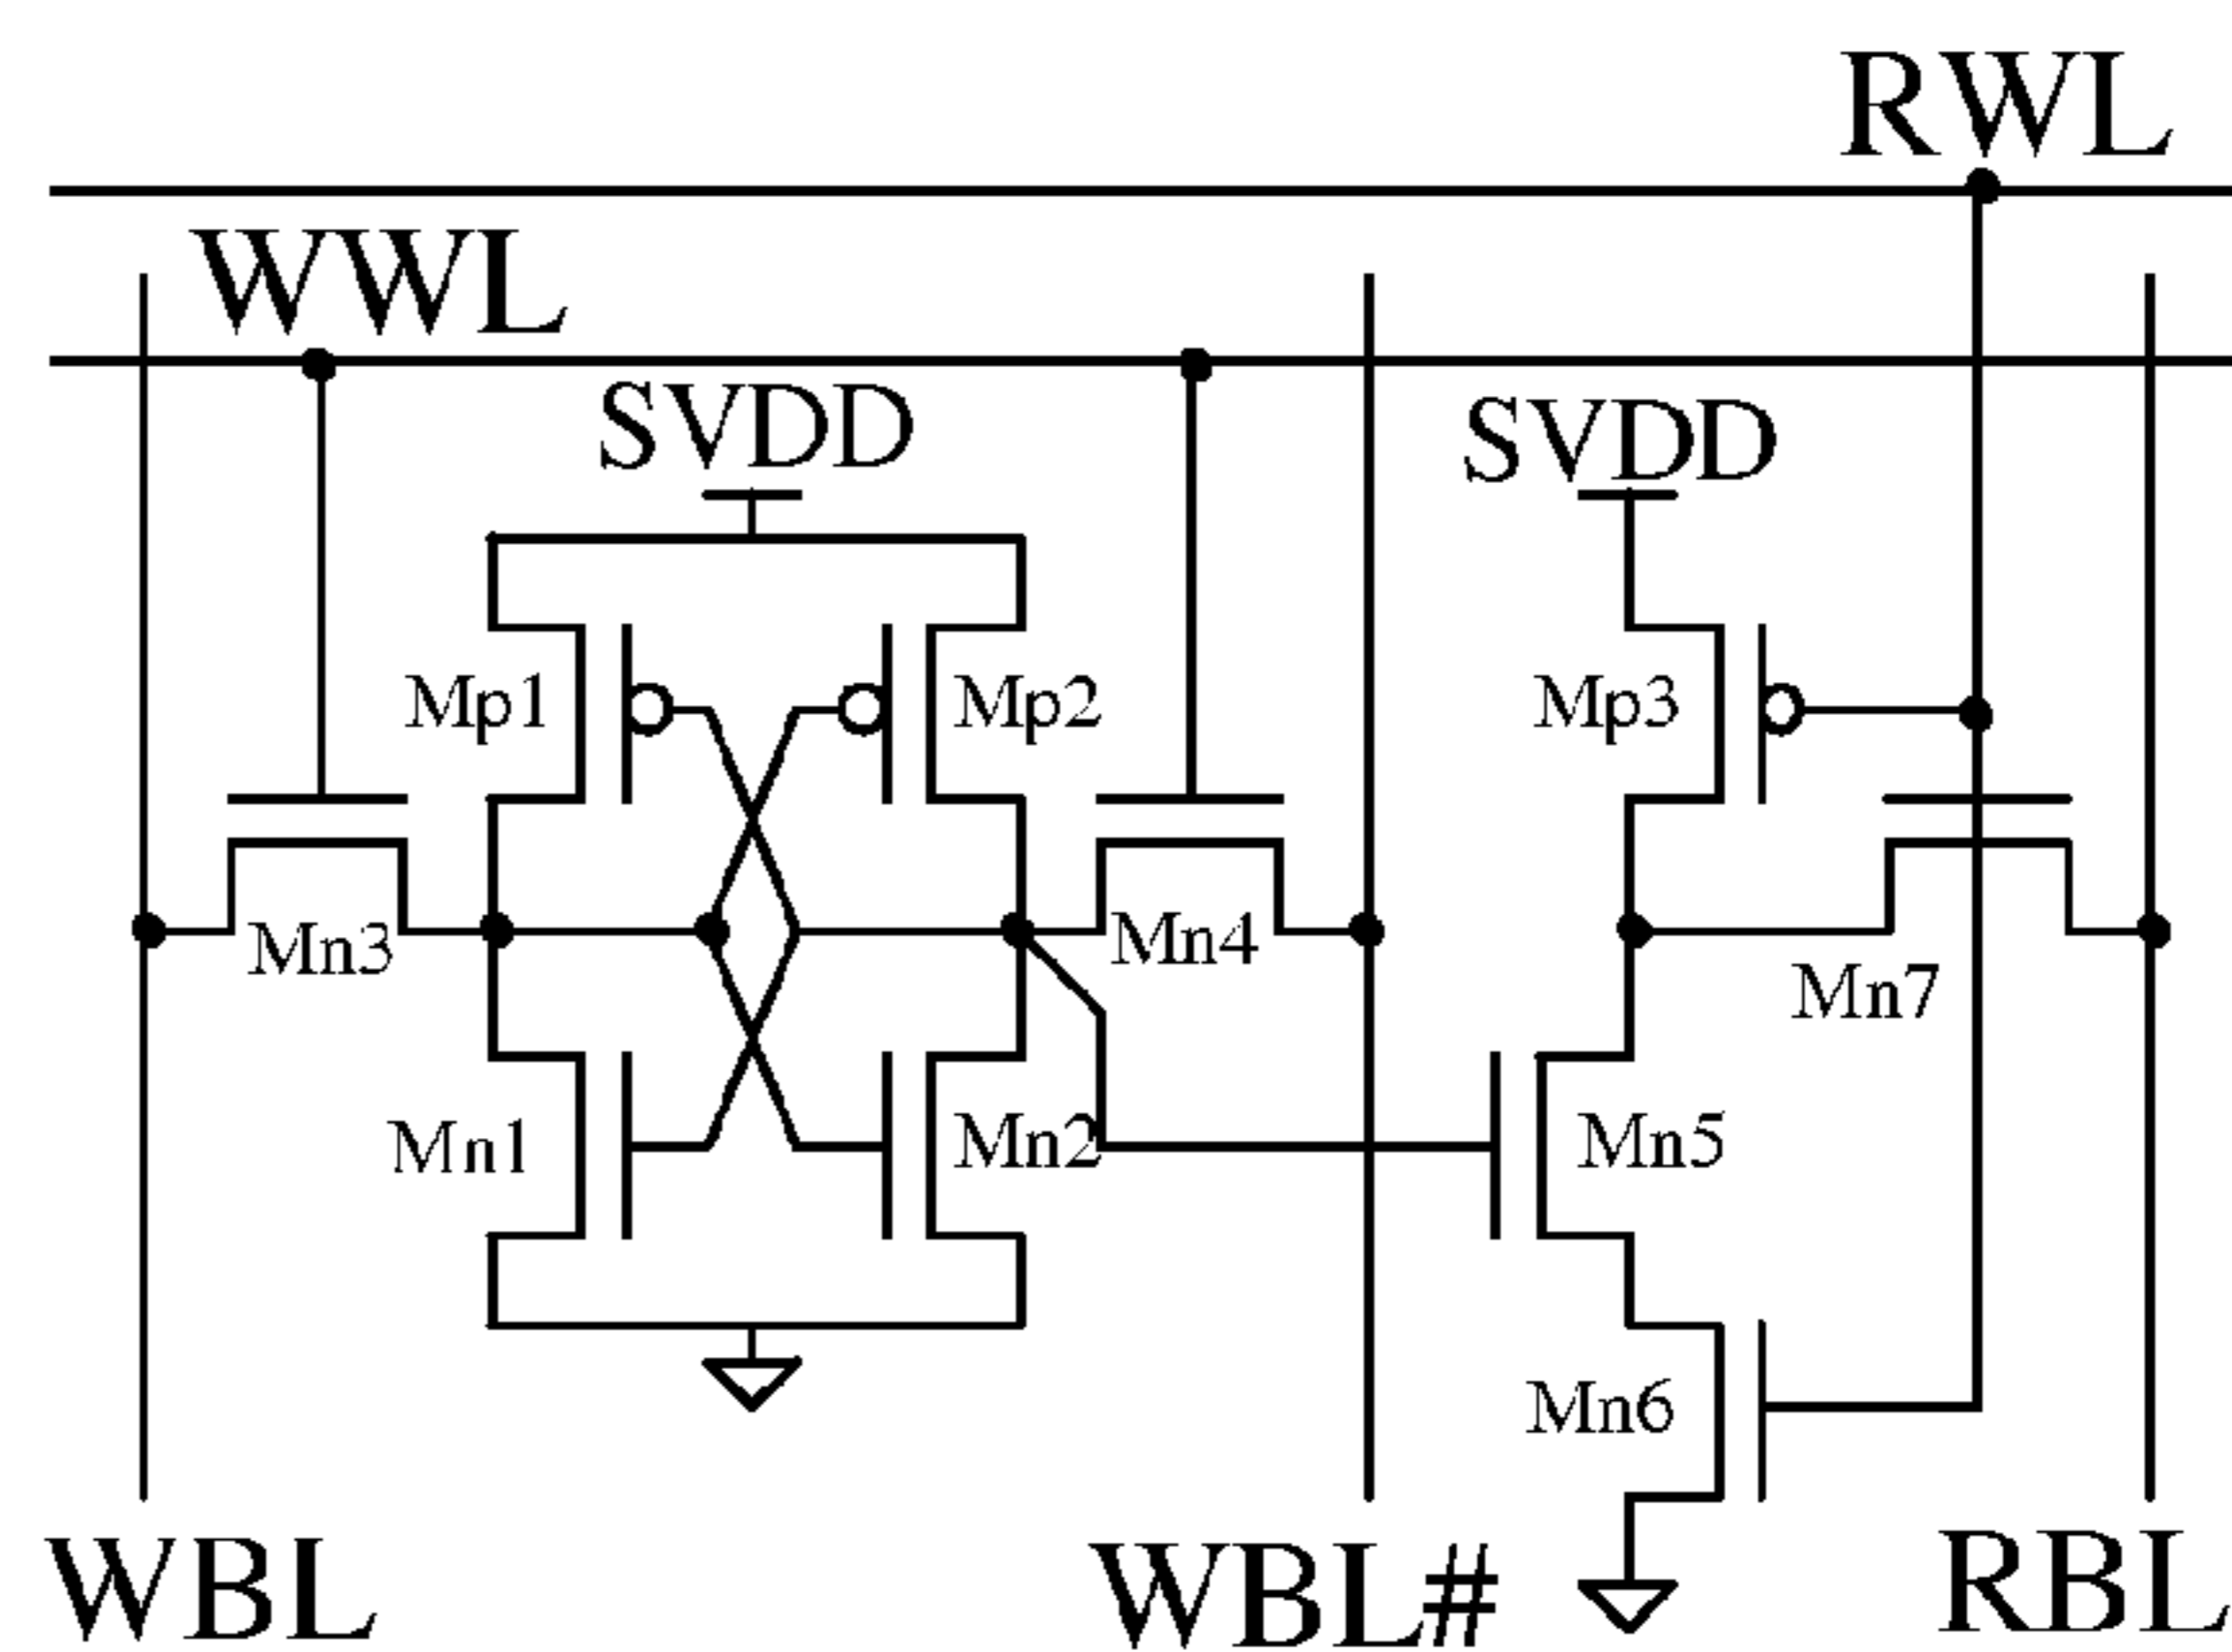 RWL
WWL
SVDD
SVDD
Mp1
Mp2
Mp3
Mn3
Mn4
Mn7
Mn1
Mn2
Mn5
Mn6
WBL
WBL#
RBL